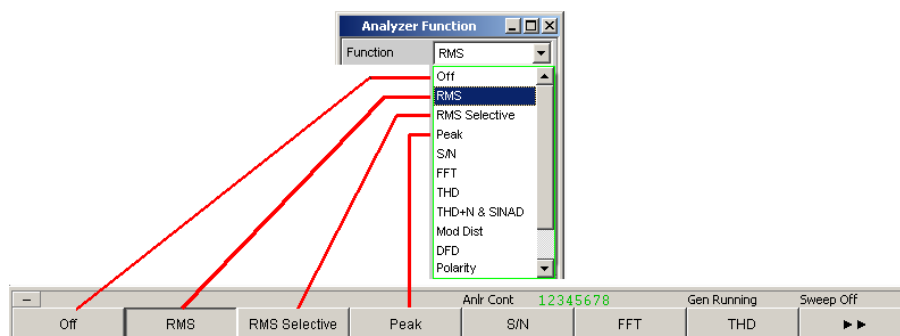 Analyzer Function
Function RMS
Off
RMS
RMS Selective
Peak
S/N
FFT
THD
THD+N & SINAD
Mod Dist
DFD
Polarity
Anlr Cont 12345678 Gen Running Sweep Off
Off RMS RMS Selective Peak S/N FFT THD